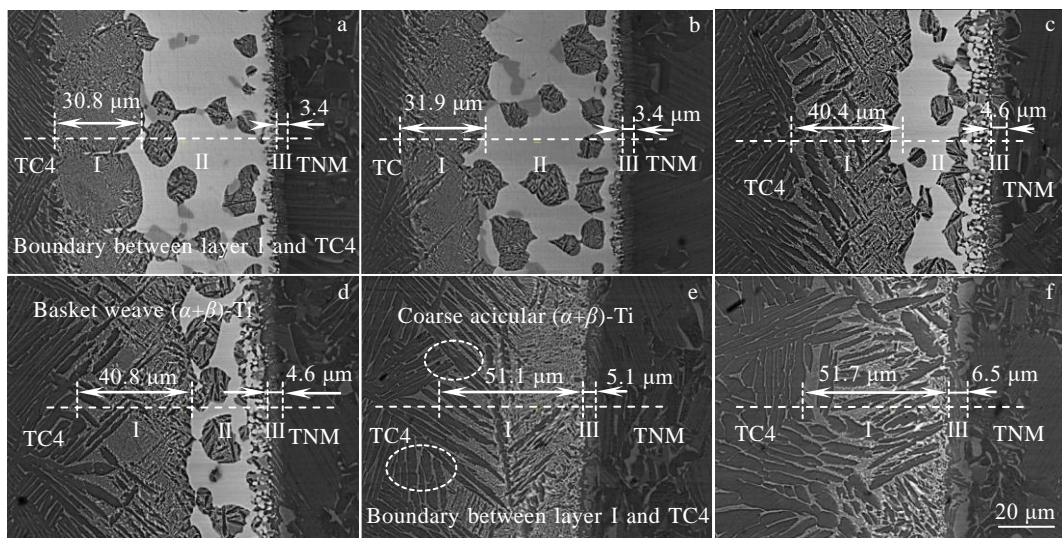 a
30.8 μm
3.4
TC4 I II III TNM
Boundary between layer I and TC4
b
31.9 μm
3.4 μm
TC I II III TNM
c
40.4 μm
4.6 μm
TC4 I II III TNM
d
Basket weave (α+β)-Ti
40.8 μm
4.6 μm
TC4 I II III TNM
e
Coarse acicular (α+β)-Ti
51.1 μm
5.1 μm
TC4 I III TNM
Boundary between layer I and TC4
f
51.7 μm
6.5 μm
TC4 I III TNM
20 μm